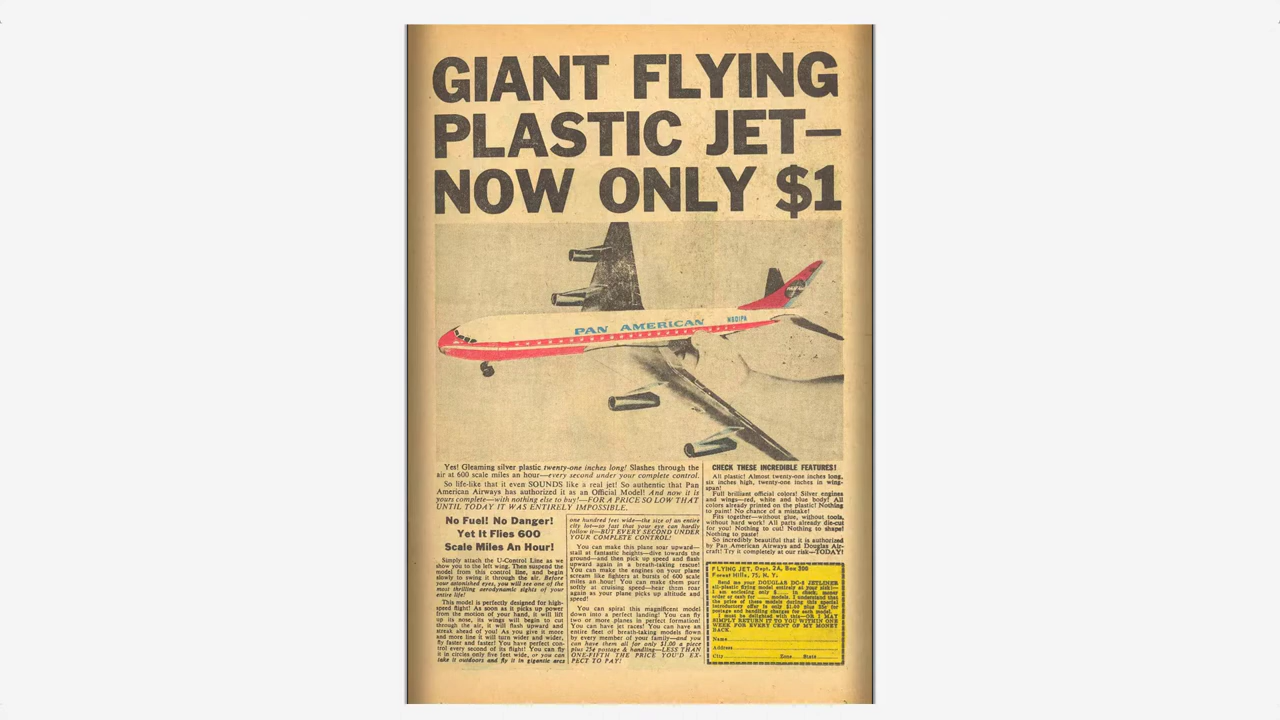 GIANT FLYING
PLASTIC JET—
NOW ONLY $1
PAN AMERICAN
N801PA
Yes! Gleaming silver plastic twenty-one inches long! Slashes through the
air at 600 scale miles an hour—every second under your complete control.
So life-like that it even SOUNDS like a real jet! So authentic that Pan
American Airways has authorized it as an Official Model! And now it is
yours complete—with nothing else to buy!—FOR A PRICE SO LOW THAT
UNTIL TODAY IT WAS ENTIRELY IMPOSSIBLE.
No Fuel! No Danger!
Yet It Flies 600
Scale Miles An Hour!
Simply attach the U-Control Line as we
show you to the left wing. Then suspend the
model from this control line, and begin
slowly to swing it through the air. Before
your astonished eyes, you will see one of the
most thrilling aerodynamic sights of your
entire life!
This model is perfectly designed for high-
speed flight! As soon as it picks up power
from the motion of your hand, it will lift
up its nose, its wings will begin to cut
through the air, it will flash upward and
streak ahead of you! As you give it more
and more line it will turn wider and wider,
fly faster and faster! You have perfect con-
trol every second of its flight! You can fly
it in circles only five feet wide, or you can
take it outdoors and fly it in gigantic arcs
one hundred feet wide—the size of an entire
city lot—so fast that your eye can hardly
follow it—BUT EVERY SECOND UNDER
YOUR COMPLETE CONTROL!
You can make this plane soar upward—
stall at fantastic heights—dive towards the
ground—and then pick up speed and flash
upward again in a breath-taking rescue!
You can make the engines on your plane
scream like fighters at bursts of 600 scale
miles an hour! You can make them purr
softly at cruising speed—hear them roar
again as your plane picks up altitude and
speed!
You can spiral this magnificent model
down into a perfect landing! You can fly
two or more planes in perfect formation!
You can have jet races! You can have an
entire fleet of breath-taking models flown
by every member of your family—and you
can have them all for only $1.00 a piece
plus 25¢ postage & handling—LESS THAN
ONE-FIFTH THE PRICE YOU'D EX-
PECT TO PAY!
CHECK THESE INCREDIBLE FEATURES!
All plastic! Almost twenty-one inches long,
six inches high, twenty-one inches in wing-
span!
Full brilliant official colors! Silver engines
and wings—red, white and blue body! All
colors already printed on the plastic! Nothing
to paint! No chance of a mistake!
Fits together—without glue, without tools,
without hard work! All parts already die-cut
for you! Nothing to cut! Nothing to shape!
Nothing to paste!
So incredibly beautiful that it is authorized
by Pan American Airways and Douglas Air-
craft! Try it completely at our risk—TODAY!
FLYING JET, Dept. 2A, Box 300
Forest Hills, 75, N. Y.
Send me your DOUGLAS DC-8 JETLINER
all-plastic flying model entirely at your risk!
I am enclosing only $ in check, money
order or cash for models. I understand that
the price of these models during this special
introductory offer is only $1.00 plus 25¢ for
postage and handling charges for each model.
I must be delighted with this—OR I MAY
SIMPLY RETURN IT TO YOU WITHIN ONE
WEEK FOR EVERY CENT OF MY MONEY
BACK.
Name
Address
City Zone State